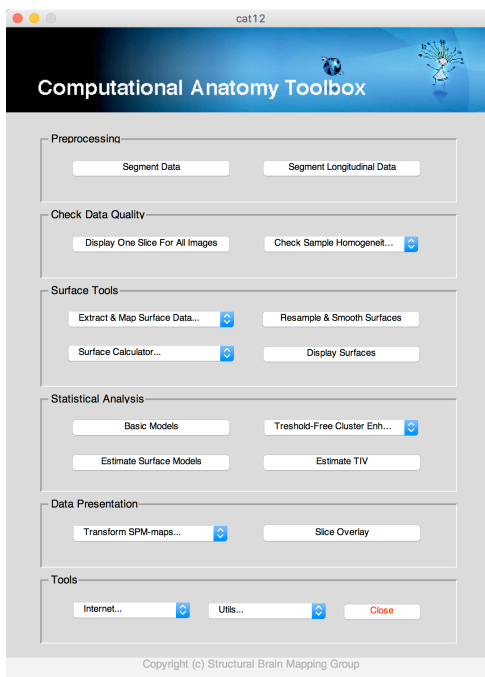 cat12
Computational Anatomy Toolbox
Preprocessing
Segment Data
Segment Longitudinal Data
Check Data Quality
Display One Slice For All Images
Check Sample Homogeneit...
Surface Tools
Extract & Map Surface Data...
Resample & Smooth Surfaces
Surface Calculator...
Display Surfaces
Statistical Analysis
Basic Models
Treshold-Free Cluster Enh...
Estimate Surface Models
Estimate TIV
Data Presentation
Transform SPM-maps...
Slice Overlay
Tools
Internet...
Utils...
Close
Copyright (c) Structural Brain Mapping Group